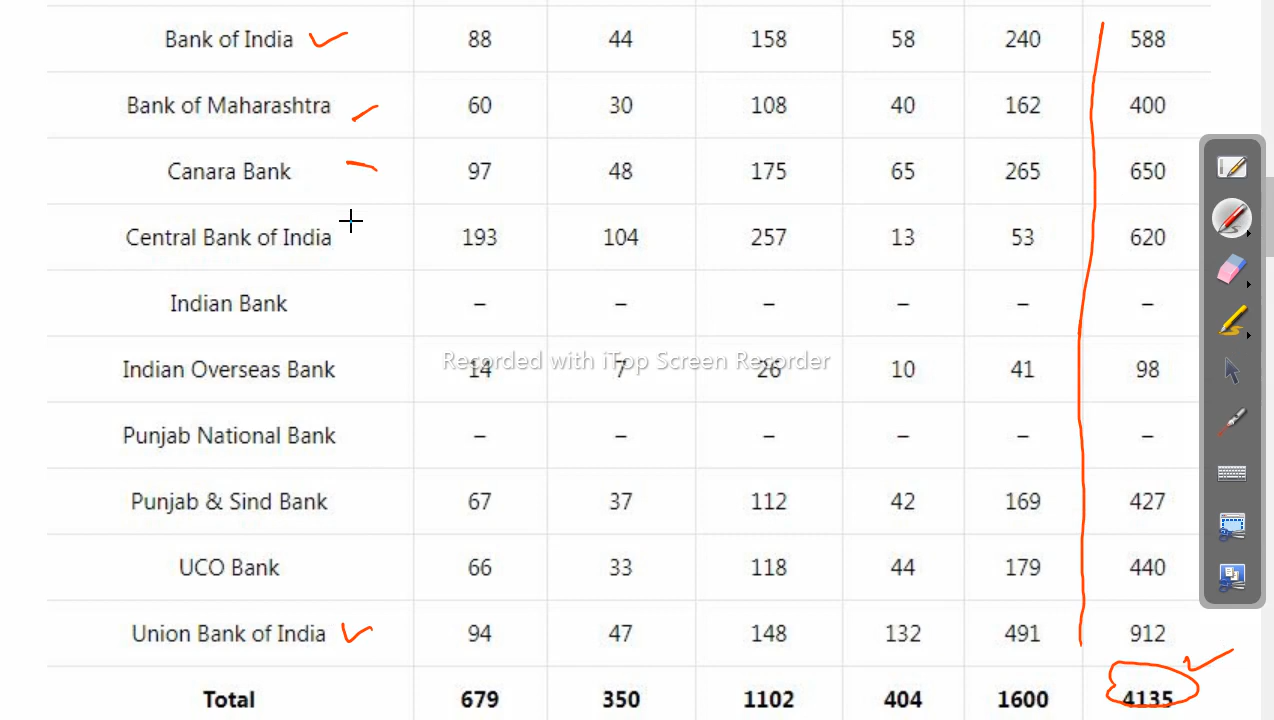 Bank of India 88 44 158 58 240 588
Bank of Maharashtra 60 30 108 40 162 400
Canara Bank 97 48 175 65 265 650
Central Bank of India 193 104 257 13 53 620
Indian Bank – – – – – –
Recorded with iTop Screen Recorder
Indian Overseas Bank 14 7 26 10 41 98
Punjab National Bank – – – – – –
Punjab & Sind Bank 67 37 112 42 169 427
UCO Bank 66 33 118 44 179 440
Union Bank of India 94 47 148 132 491 912
Total 679 350 1102 404 1600 4135